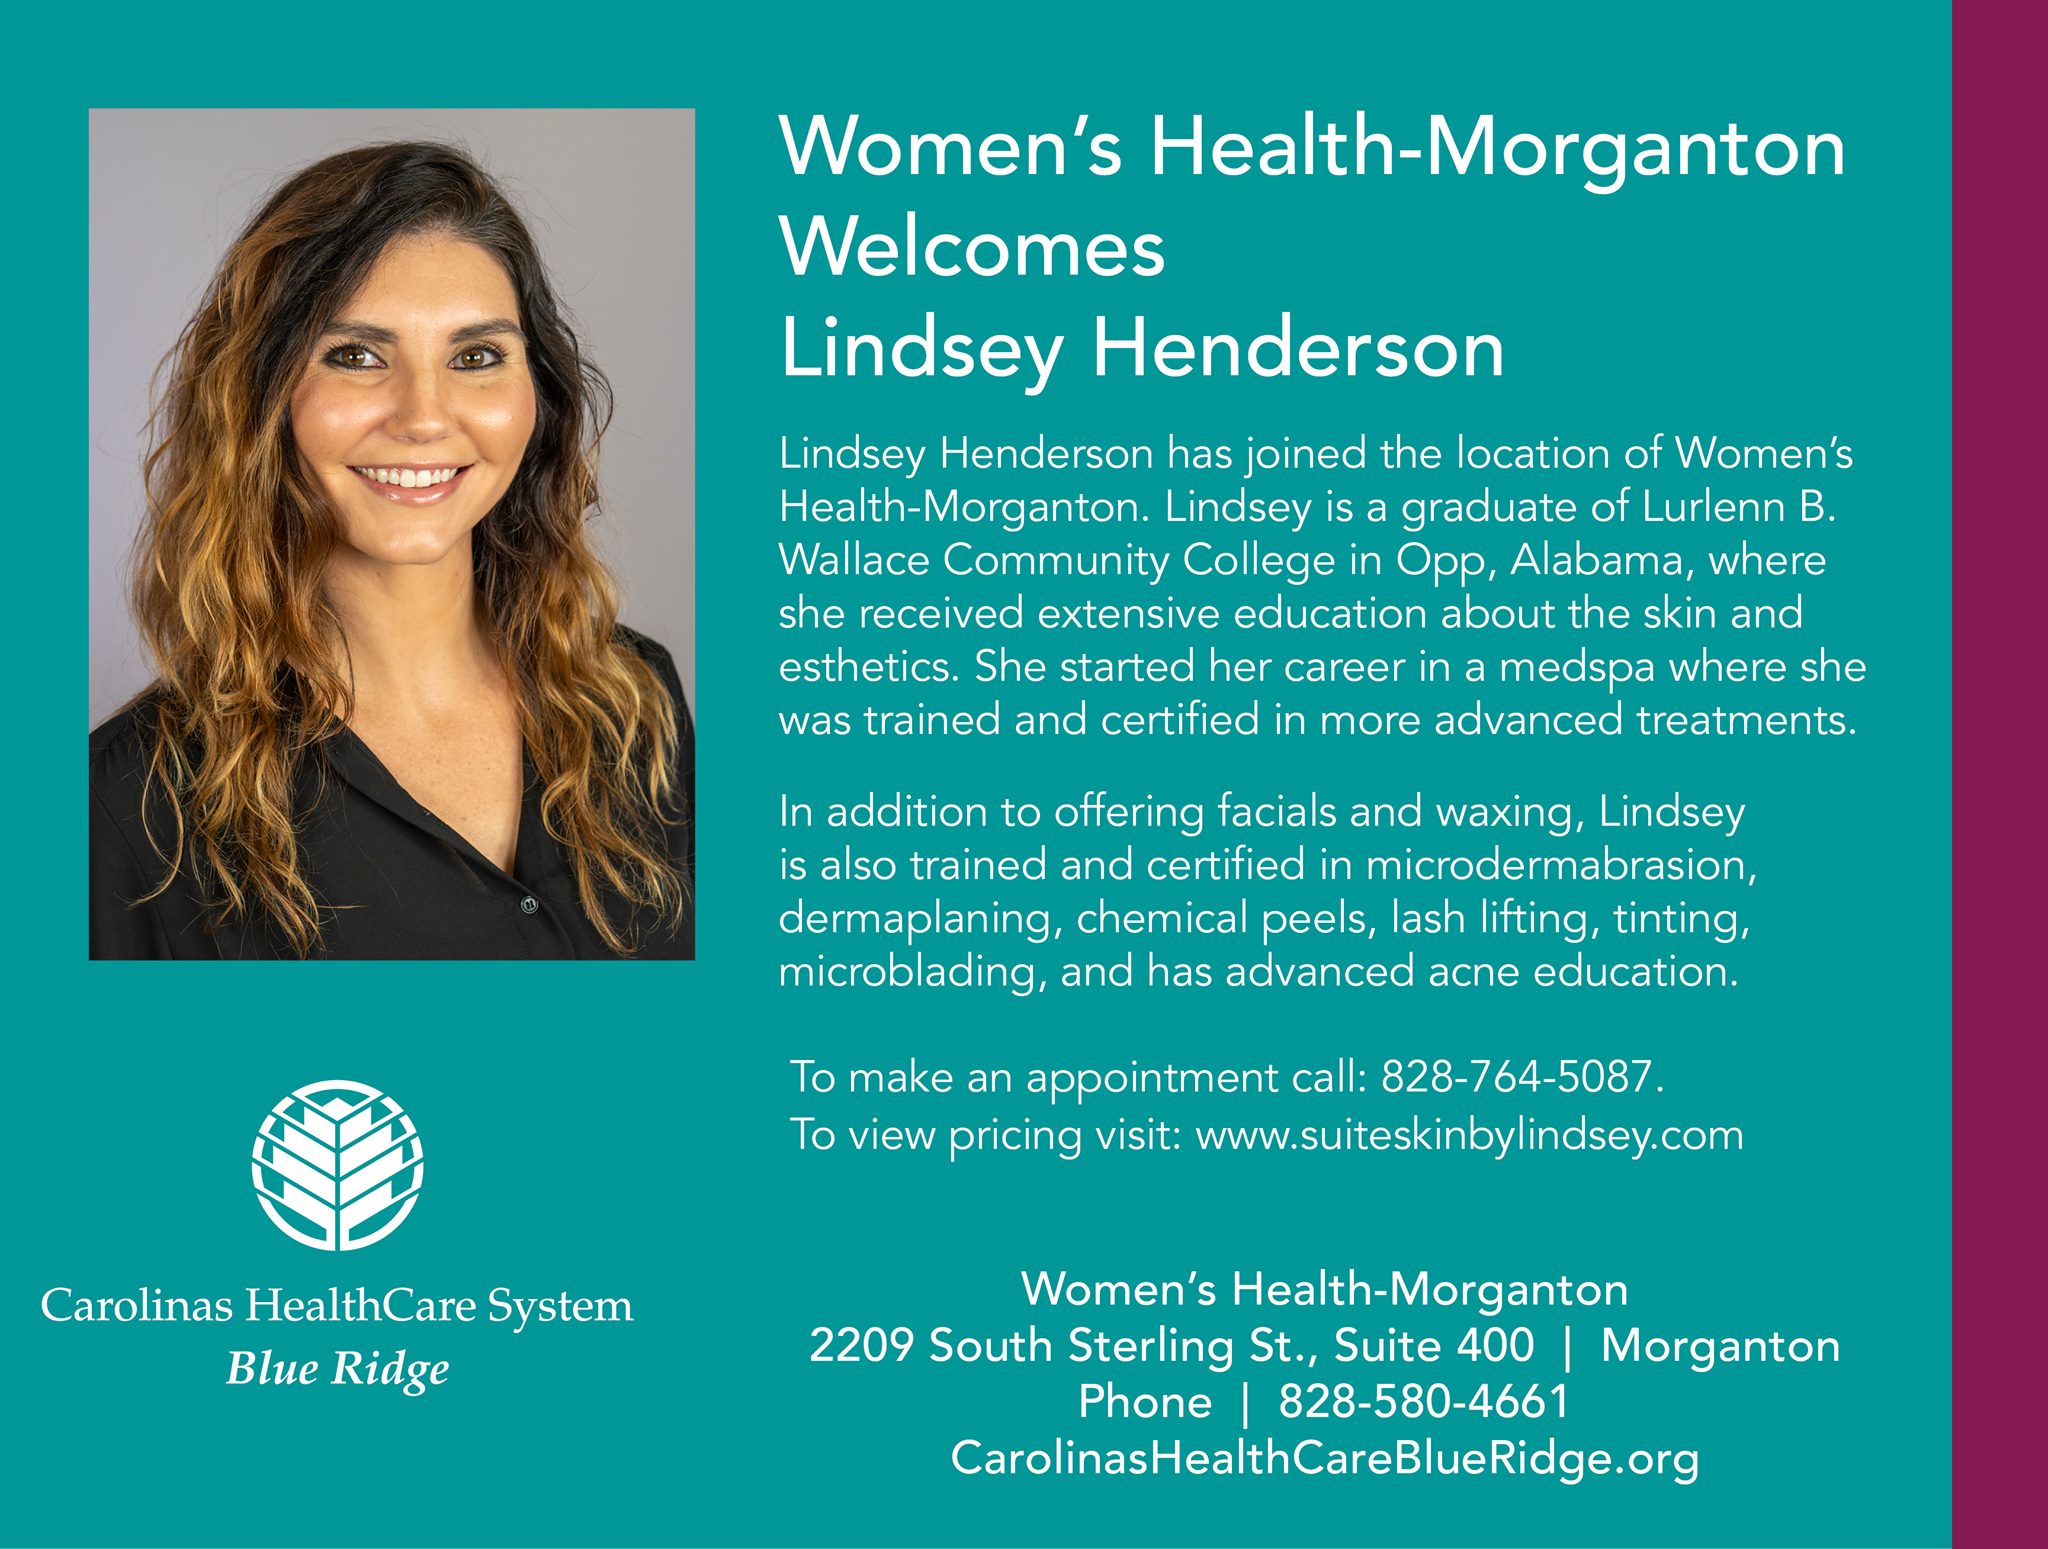 Women’s Health-Morganton
Welcomes
Lindsey Henderson
Lindsey Henderson has joined the location of Women’s
Health-Morganton. Lindsey is a graduate of Lurlenn B.
Wallace Community College in Opp, Alabama, where
she received extensive education about the skin and
esthetics. She started her career in a medspa where she
was trained and certified in more advanced treatments.
In addition to offering facials and waxing, Lindsey
is also trained and certified in microdermabrasion,
dermaplaning, chemical peels, lash lifting, tinting,
microblading, and has advanced acne education.
To make an appointment call: 828-764-5087.
To view pricing visit: www.suiteskinbylindsey.com
Carolinas HealthCare System
Blue Ridge
Women’s Health-Morganton
2209 South Sterling St., Suite 400 | Morganton
Phone | 828-580-4661
CarolinasHealthCareBlueRidge.org